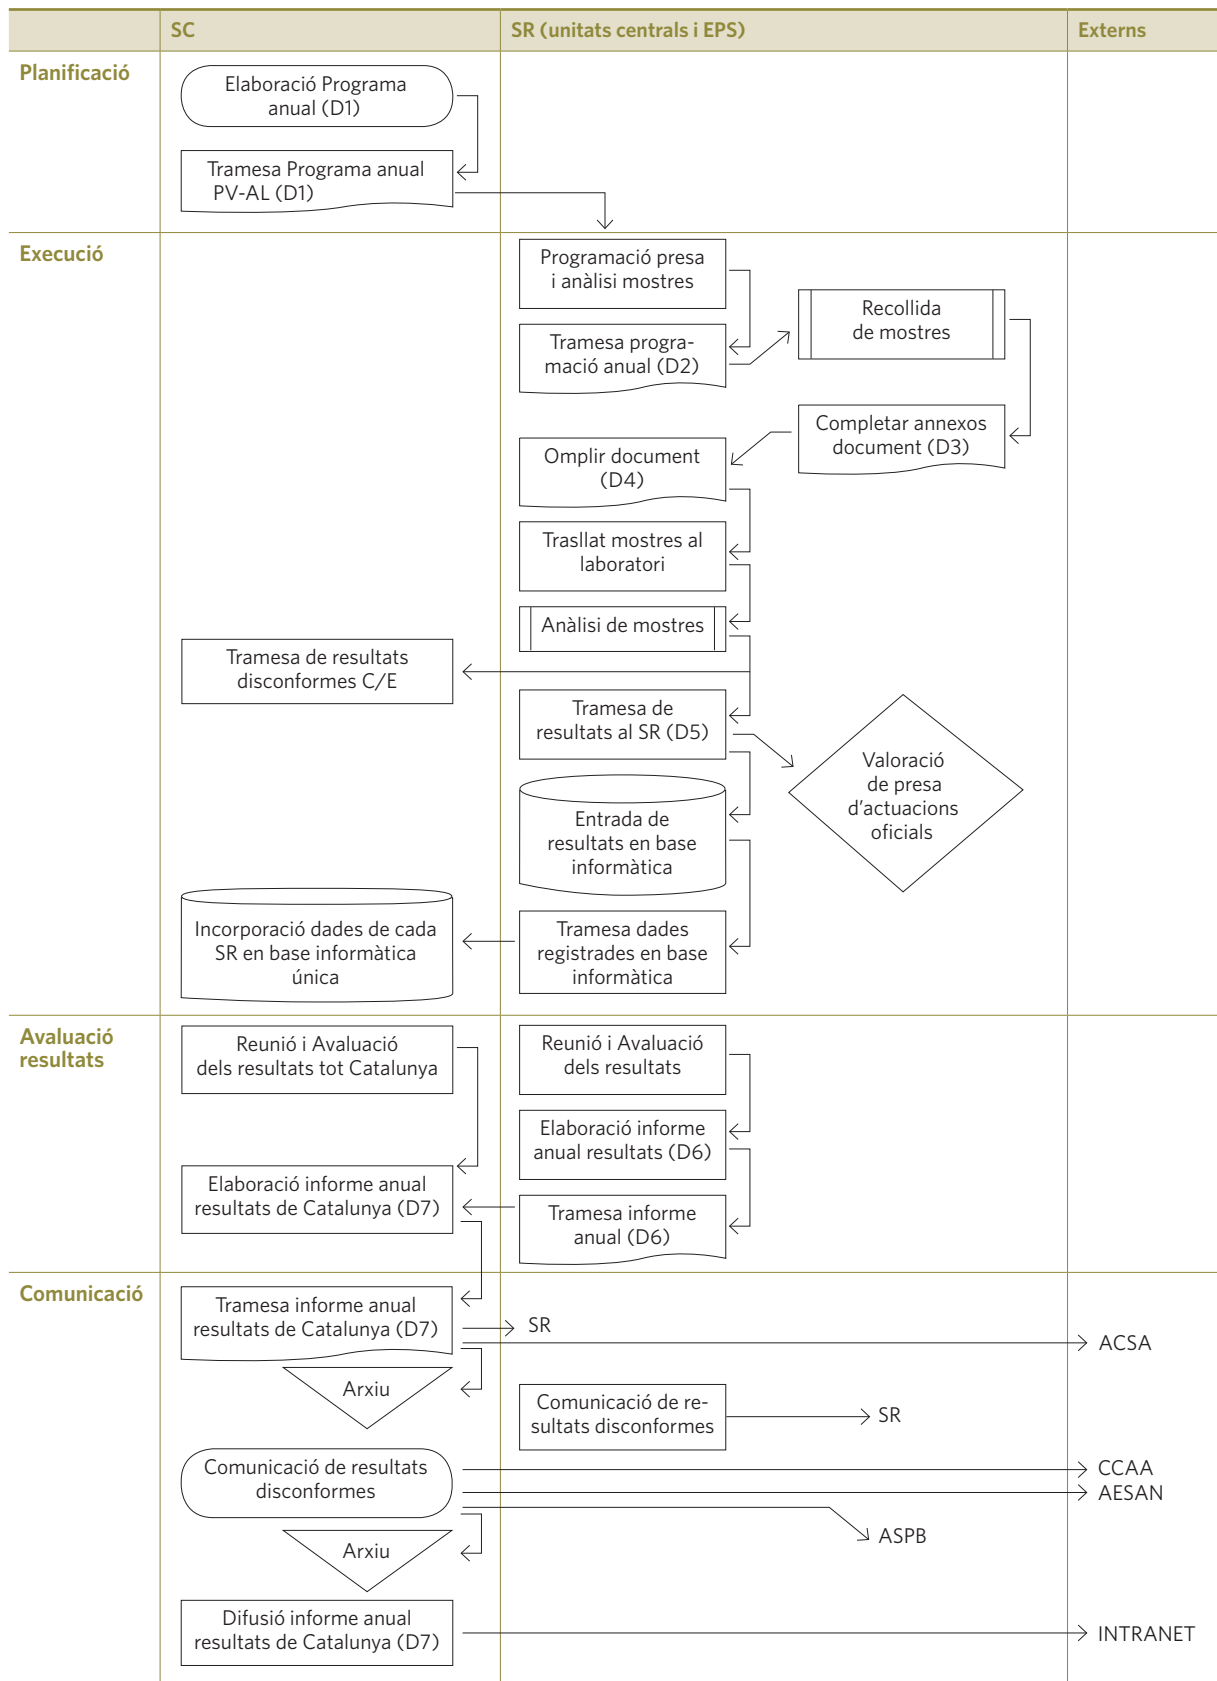 SC
SR (unitats centrals i EPS)
Externs
Planificació
Elaboració Programa
anual (D1)
Tramesa Programa anual
PV-AL (D1)
Execució
Programació presa
i anàlisi mostres
Recollida
de mostres
Tramesa progra-
mació anual (D2)
Completar annexos
document (D3)
Omplir document
(D4)
Trasllat mostres al
laboratori
Anàlisi de mostres
Tramesa de resultats
disconformes C/E
Tramesa de
resultats al SR (D5)
Valoració
de presa
d'actuacions
oficials
Entrada de
resultats en base
informàtica
Incorporació dades de cada
SR en base informàtica
única
Tramesa dades
registrades en base
informàtica
Avaluació
resultats
Reunió i Avaluació
dels resultats tot Catalunya
Reunió i Avaluació
dels resultats
Elaboració informe
anual resultats (D6)
Elaboració informe anual
resultats de Catalunya (D7)
Tramesa informe
anual (D6)
Comunicació
Tramesa informe anual
resultats de Catalunya (D7)
SR
ACSA
Arxiu
Comunicació de re-
sultats disconformes
SR
Comunicació de resultats
disconformes
CCAA
AESAN
ASPB
Arxiu
Difusió informe anual
resultats de Catalunya (D7)
INTRANET